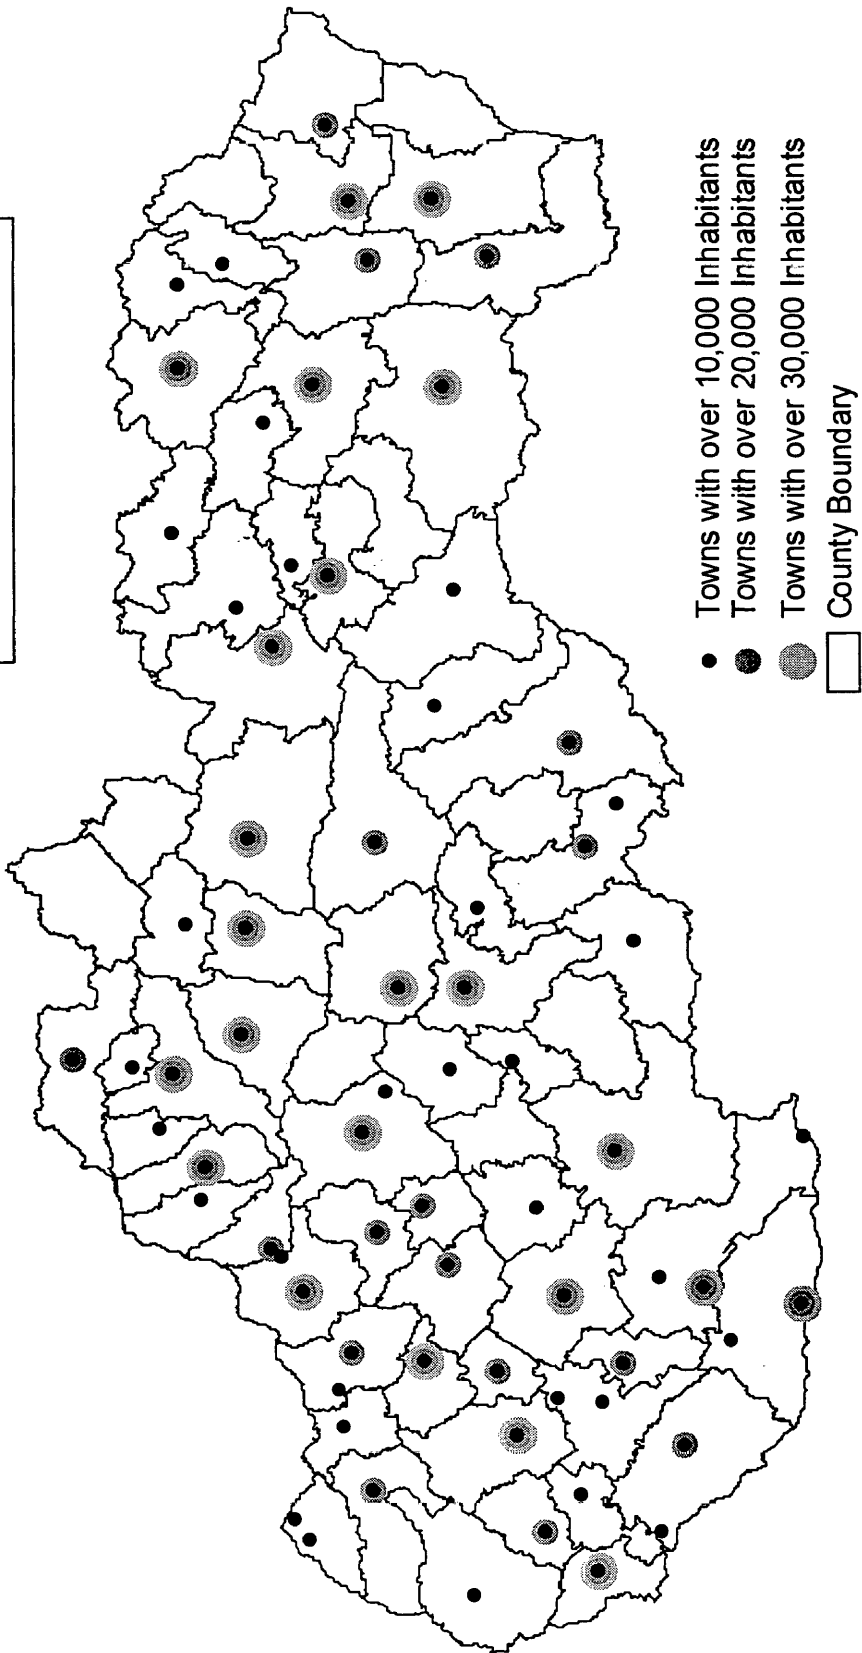 Towns with over 10,000 Inhabitants
Towns with over 20,000 Inhabitants
Towns with over 30,000 Inhabitants
County Boundary